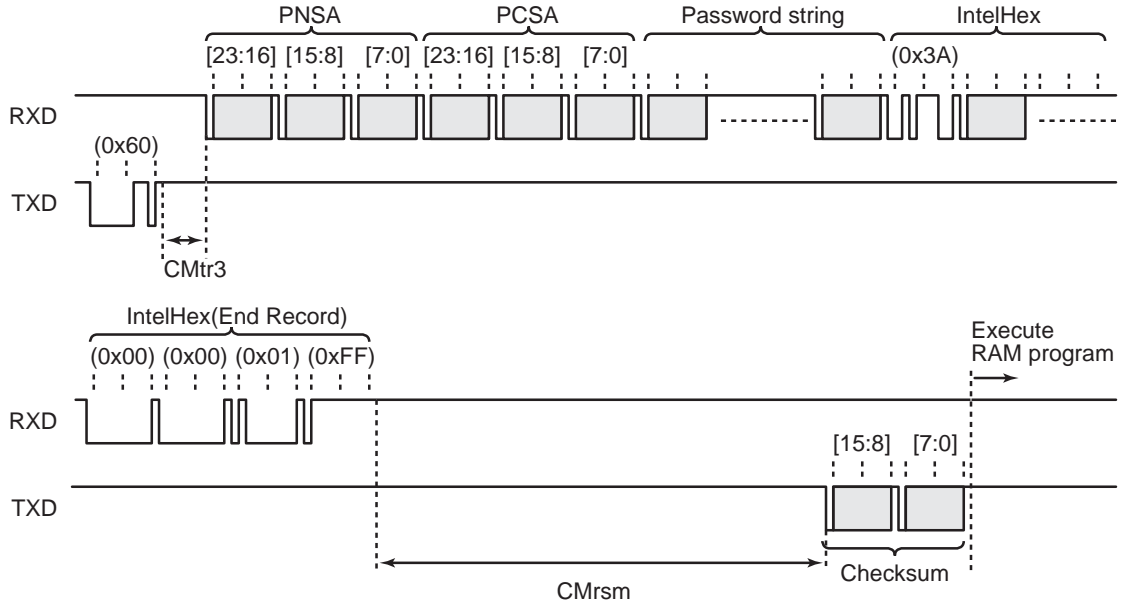 PNSA PCSA Password string IntelHex
[23:16] [15:8] [7:0] [23:16] [15:8] [7:0] (0x3A)
RXD
(0x60)
TXD
CMtr3
IntelHex(End Record)
(0x00) (0x00) (0x01) (0xFF)
Execute
RAM program
RXD
[15:8] [7:0]
TXD
Checksum
CMrsm